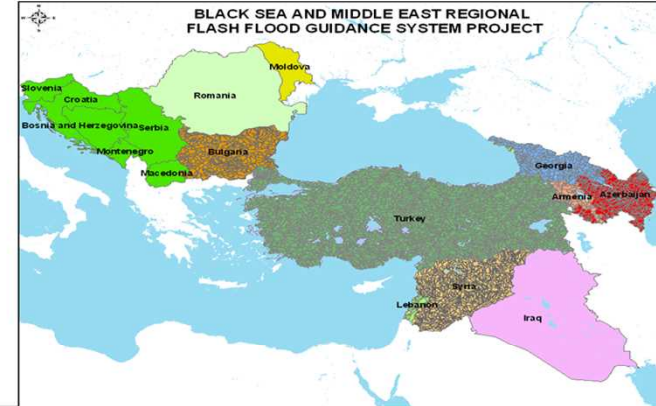 BLACK SEA AND MIDDLE EAST REGIONAL
FLASH FLOOD GUIDANCE SYSTEM PROJECT
Moldova
Slovenia
Romania
Croatia
Bosnia and Herzegovina
Serbia
Montenegro
Bulgaria
Macedonia
Georgia
Armenia
Azerbaijan
Turkey
Syria
Lebanon
Iraq